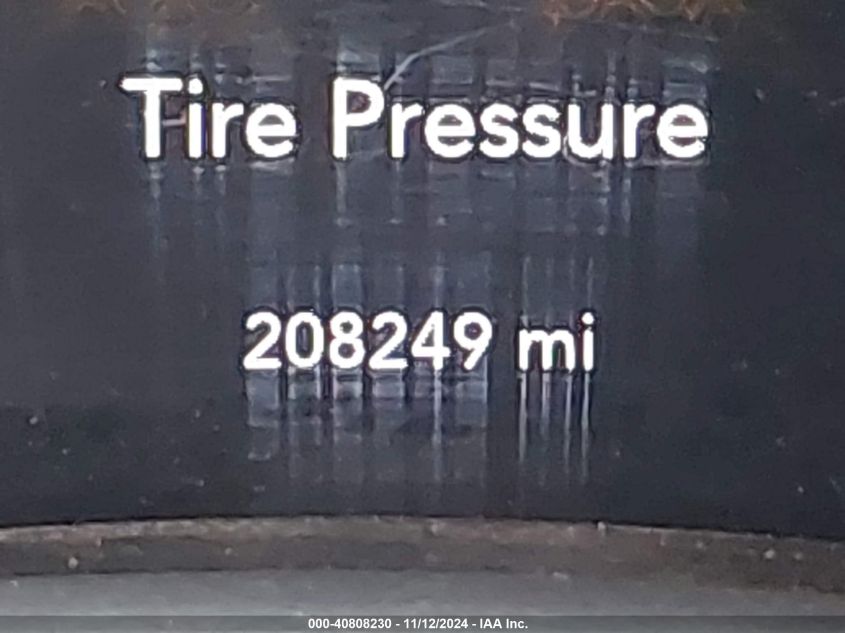 Tire Pressure
208249 mi
000-40808230 - 11/12/2024 - IAA Inc.